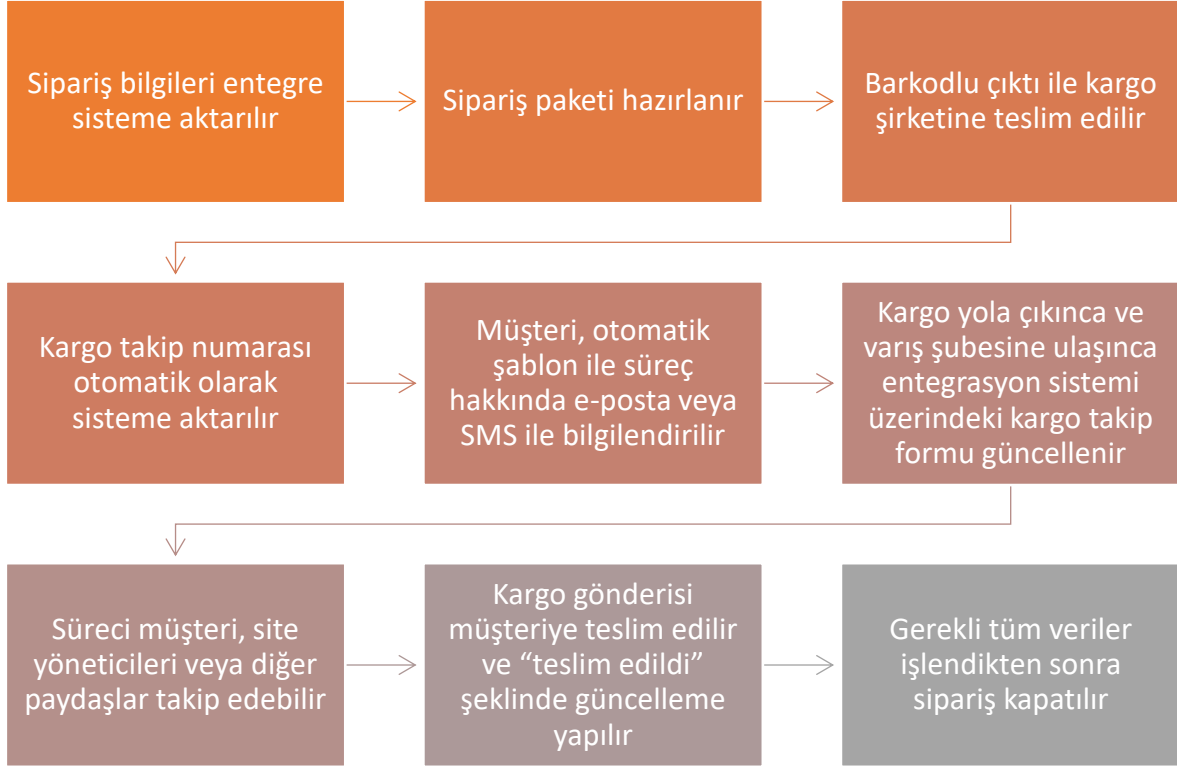 Sipariş bilgileri entegre
sisteme aktarılır
Sipariş paketi hazırlanır
Barkodlu çıktı ile kargo
şirketine teslim edilir
Kargo takip numarası
otomatik olarak
sisteme aktarılır
Müşteri, otomatik
şablon ile süreç
hakkında e-posta veya
SMS ile bilgilendirilir
Kargo yola çıkınca ve
varış şubesine ulaşınca
entegrasyon sistemi
üzerindeki kargo takip
formu güncellenir
Süreci müşteri, site
yöneticileri veya diğer
paydaşlar takip edebilir
Kargo gönderisi
müşteriye teslim edilir
ve “teslim edildi”
şeklinde güncelleme
yapılır
Gerekli tüm veriler
işlendikten sonra
sipariş kapatılır